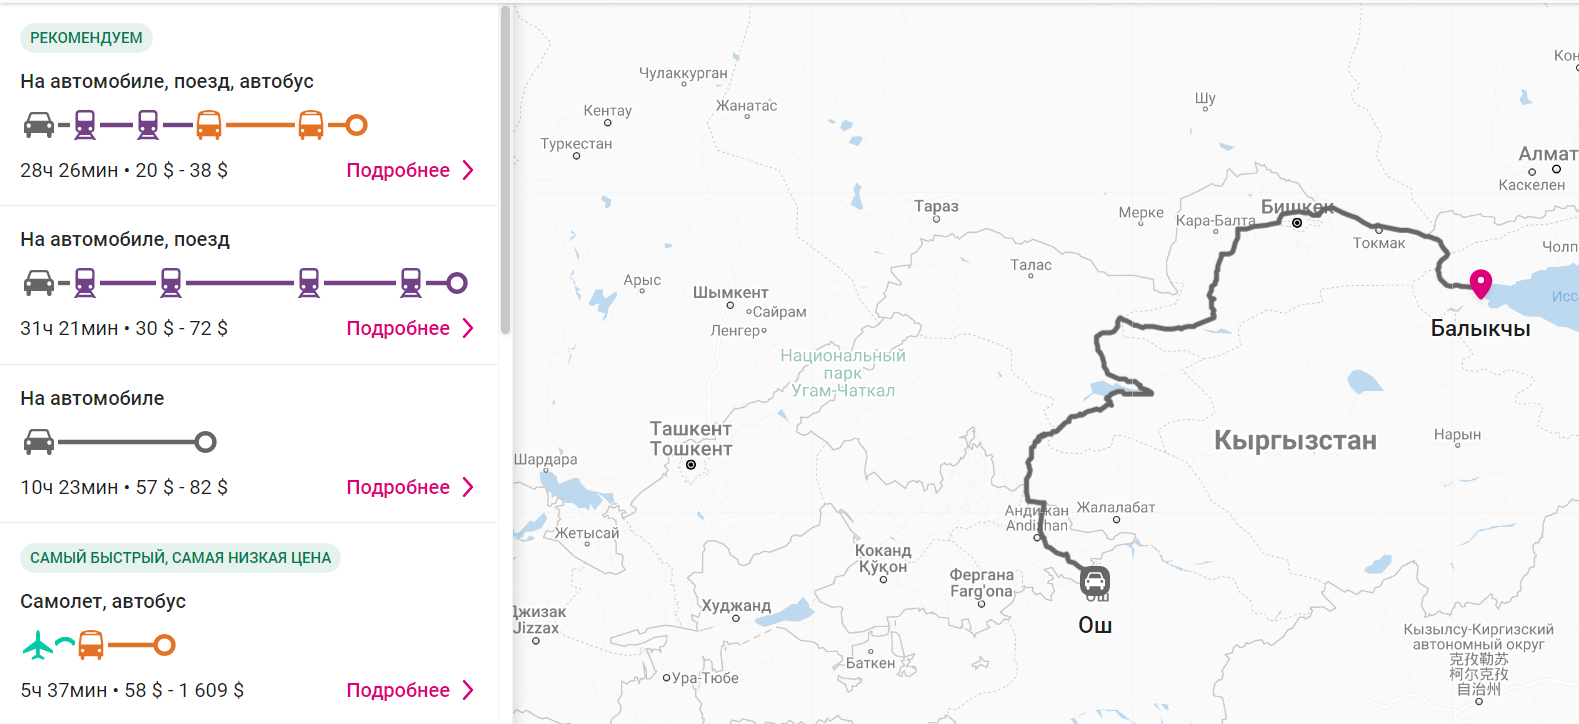 РЕКОМЕНДУЕМ
На автомобиле, поезд, автобус
28ч 26мин • 20 $ - 38 $
Подробнее
На автомобиле, поезд
31ч 21мин • 30 $ - 72 $
Подробнее
На автомобиле
10ч 23мин • 57 $ - 82 $
Подробнее
САМЫЙ БЫСТРЫЙ, САМАЯ НИЗКАЯ ЦЕНА
Самолет, автобус
5ч 37мин • 58 $ - 1 609 $
Подробнее
Чулаккурган
Кентау
Жанатас
Туркестан
Шу
Кон
Алмат
Каскелен
Тараз
Мерке
Кара-Балта
Бишкек
Токмак
Чолп
Талас
Арыс
Шымкент
Сайрам
Ленгер
Исс
Балыкчы
Национальный
парк
Угам-Чаткал
Ташкент
Тошкент
Шардара
Кыргызстан
Нарын
Андижан
Andizhan
Жалалабат
Жетысай
Коканд
Қўқон
Фергана
Farg'ona
Ош
Ош
Худжанд
Джизак
Jizzax
Баткен
Ура-Тюбе
Кызылсу-Киргизский
автономный округ
克孜勒苏
柯尔克孜
自治州